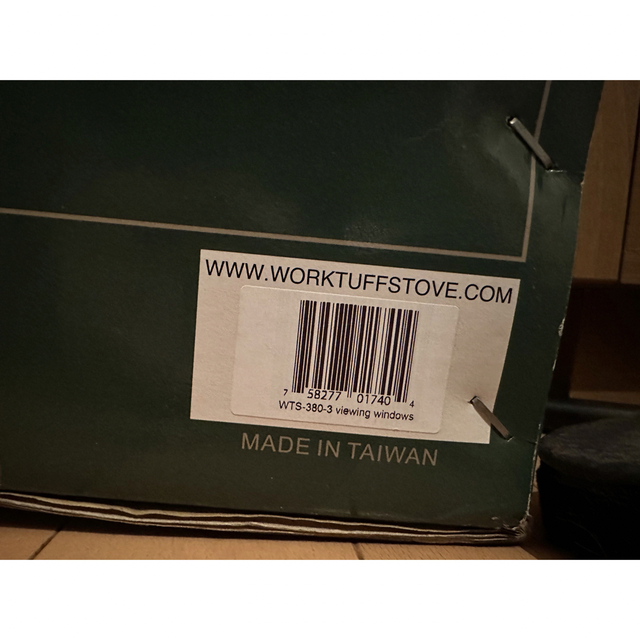 WWW.WORKTUFFSTOVE.COM
7 58277 01740 4
WTS-380-3 viewing windows
MADE IN TAIWAN